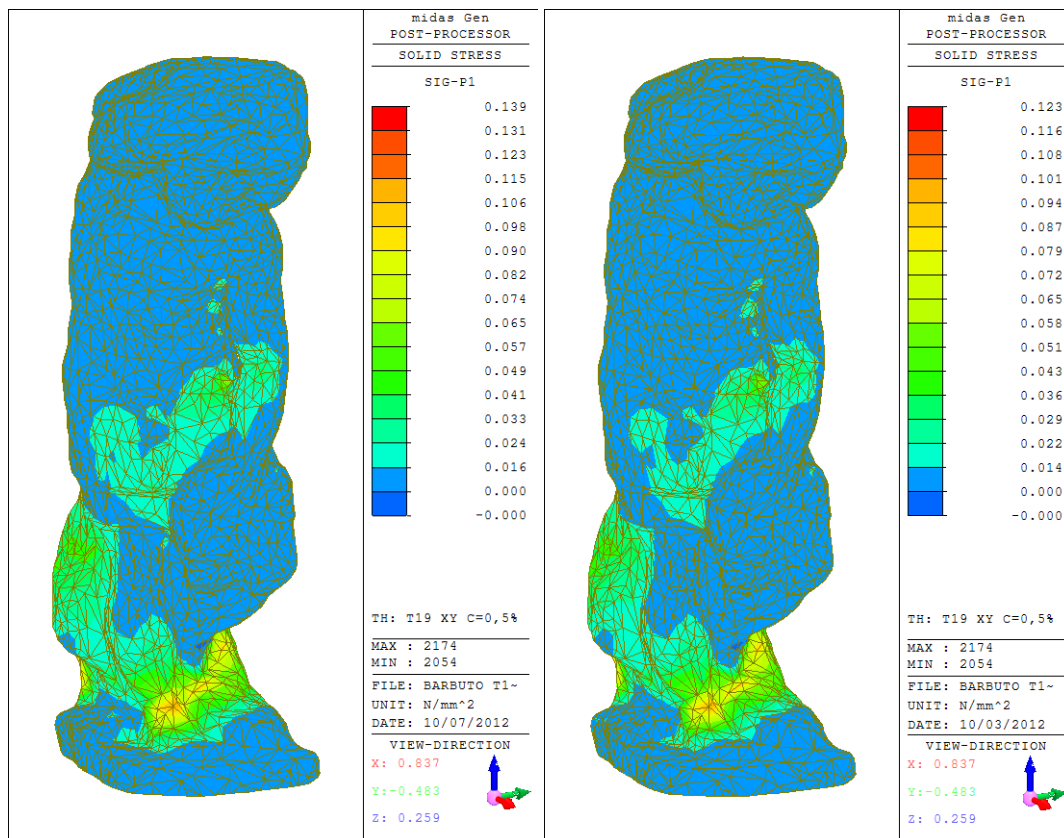 midas Gen
POST-PROCESSOR
SOLID STRESS
SIG-P1
0.139
0.131
0.123
0.115
0.106
0.098
0.090
0.082
0.074
0.065
0.057
0.049
0.041
0.033
0.024
0.016
0.000
-0.000
TH: T19 XY C=0,5%
MAX : 2174
MIN : 2054
FILE: BARBUTO T1~
UNIT: N/mm^2
DATE: 10/07/2012
VIEW-DIRECTION
X: 0.837
Y:-0.483
Z: 0.259
midas Gen
POST-PROCESSOR
SOLID STRESS
SIG-P1
0.123
0.116
0.108
0.101
0.094
0.087
0.079
0.072
0.065
0.058
0.051
0.043
0.036
0.029
0.022
0.014
0.000
-0.000
TH: T19 XY C=0,5%
MAX : 2174
MIN : 2054
FILE: BARBUTO T1~
UNIT: N/mm^2
DATE: 10/03/2012
VIEW-DIRECTION
X: 0.837
Y:-0.483
Z: 0.259